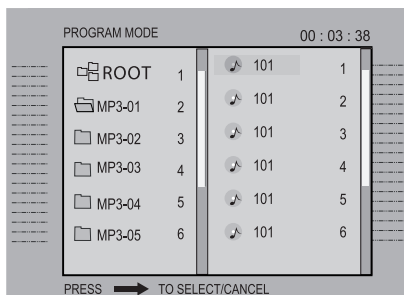 PROGRAM MODE 00 : 03 : 38
ROOT 1
MP3-01 2
MP3-02 3
MP3-03 4
MP3-04 5
MP3-05 6
101 1
101 2
101 3
101 4
101 5
101 6
PRESS TO SELECT/CANCEL